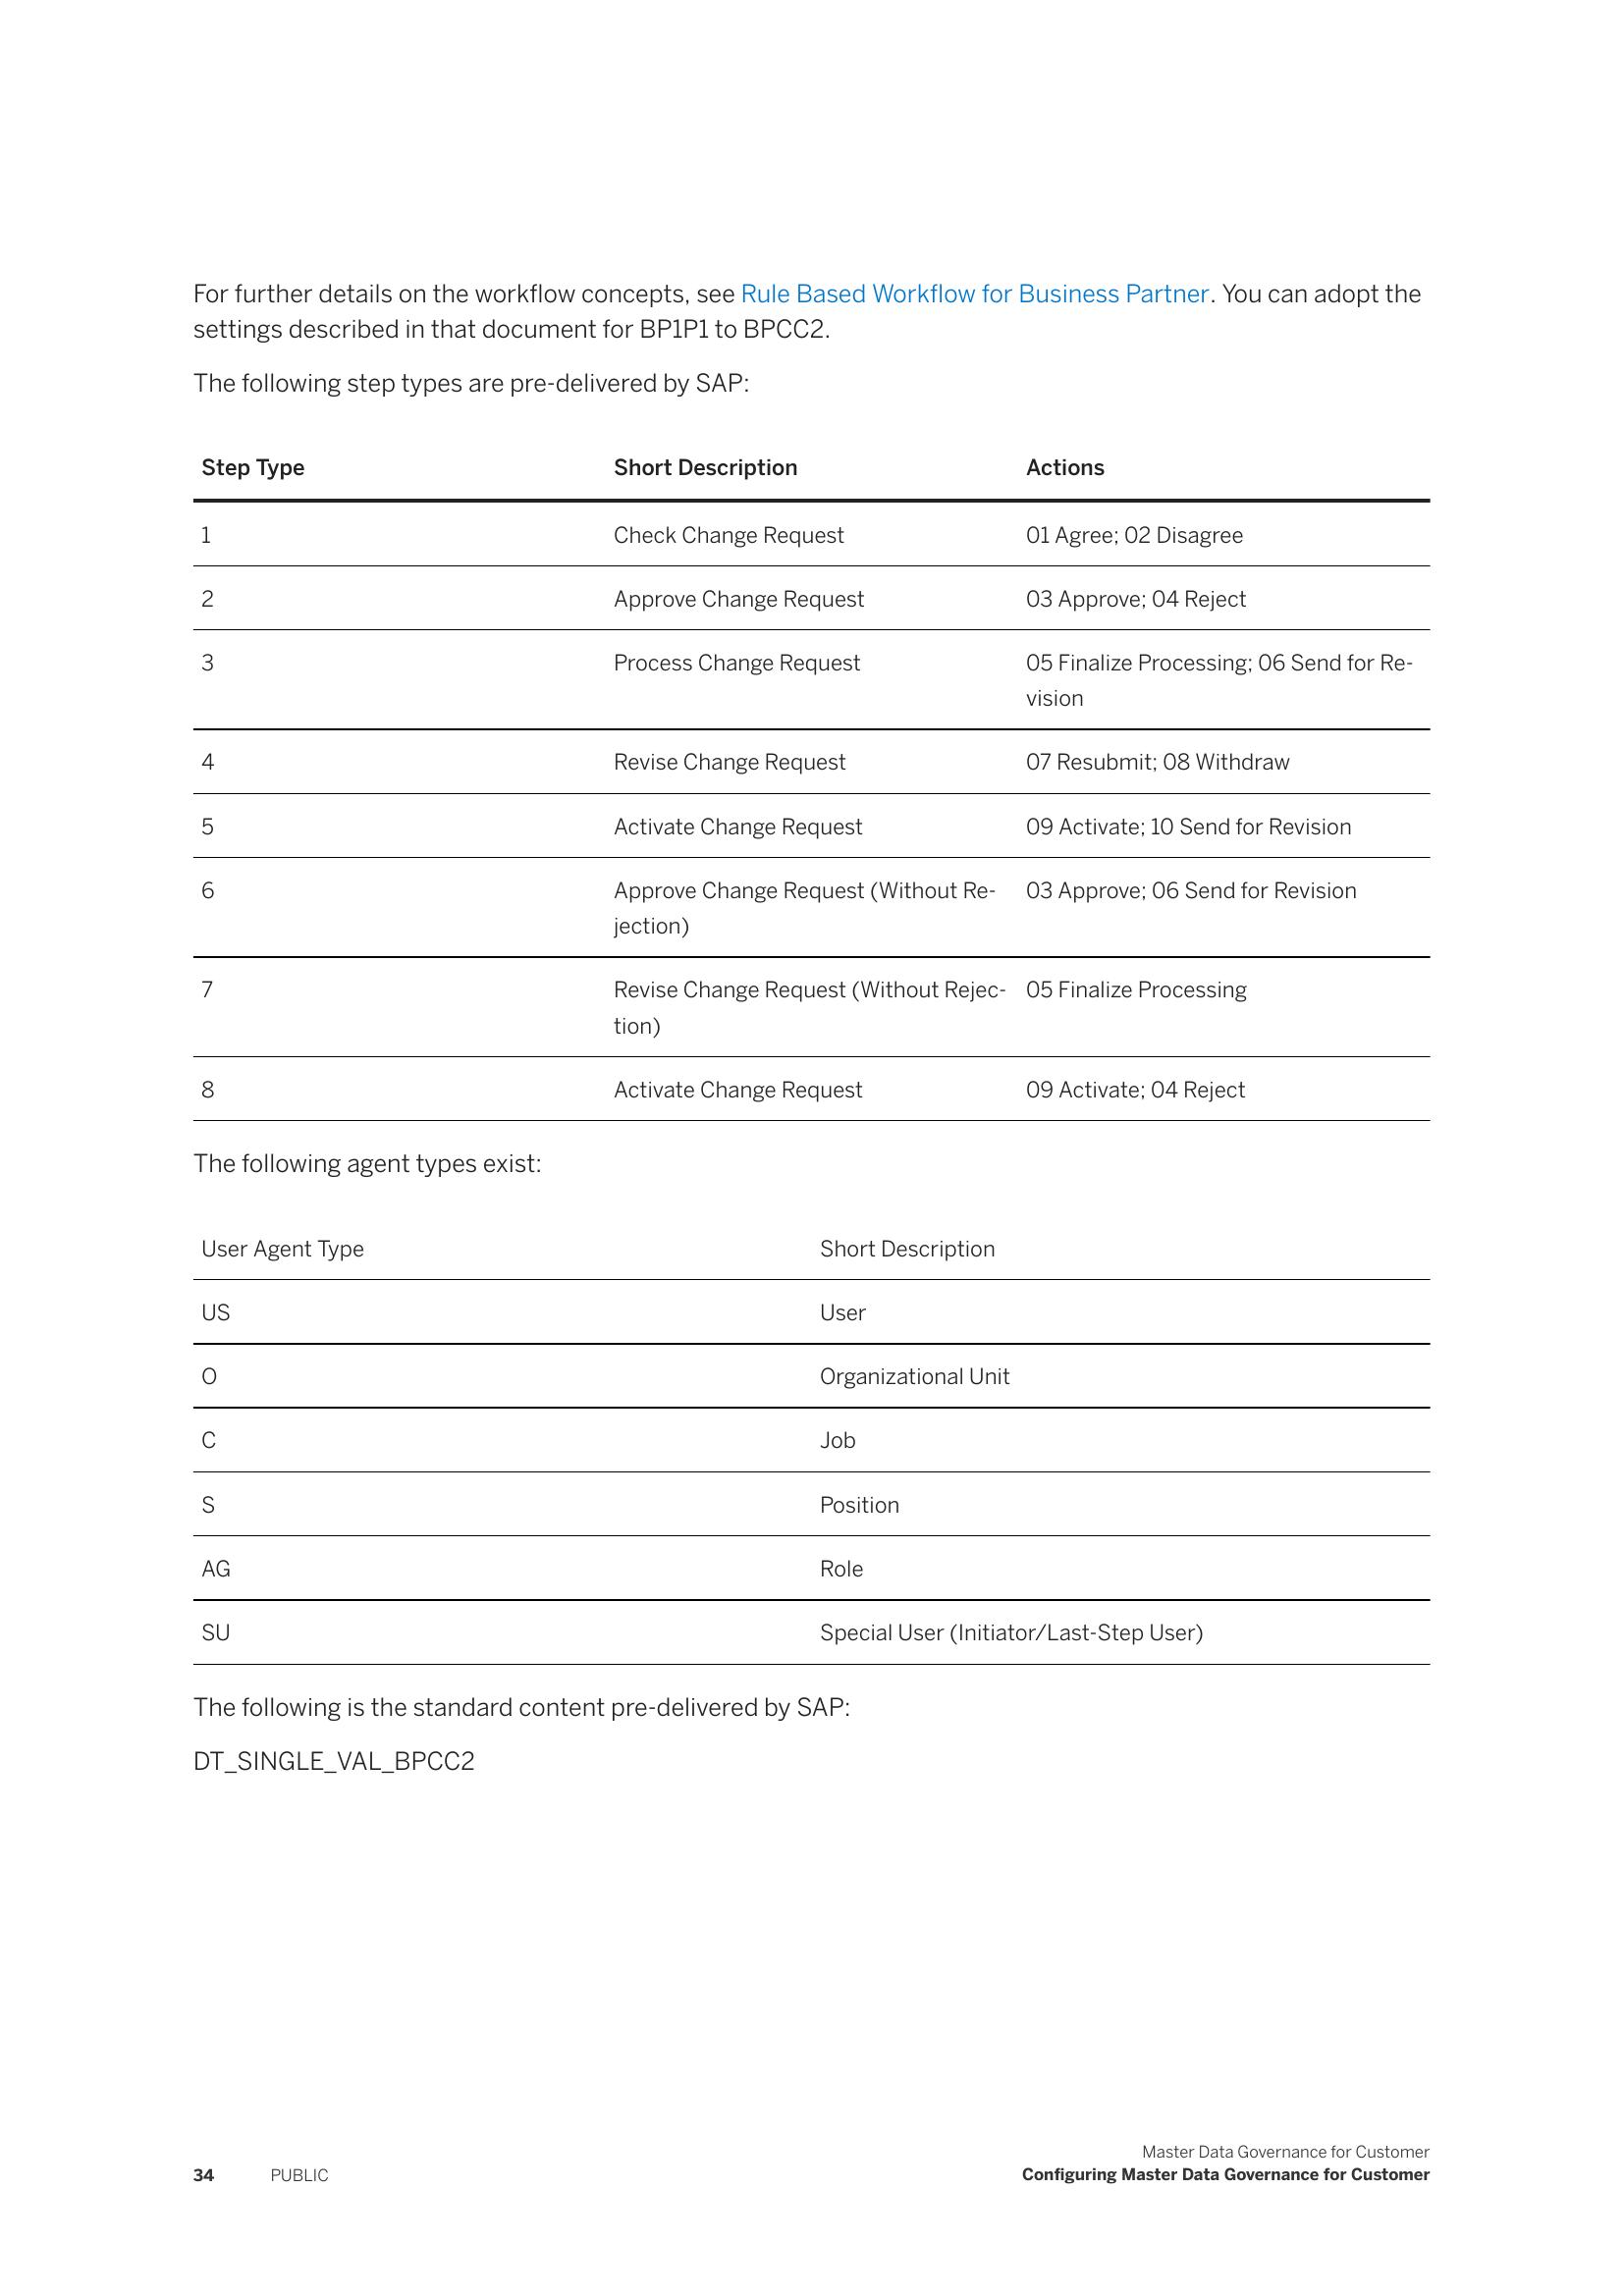 For further details on the workflow concepts, see Rule Based Workflow for Business Partner. You can adopt the
settings described in that document for BP1P1 to BPCC2.
The following step types are pre-delivered by SAP:
Step Type Short Description Actions
1 Check Change Request 01 Agree; 02 Disagree
2 Approve Change Request 03 Approve; 04 Reject
3 Process Change Request 05 Finalize Processing; 06 Send for Re-
vision
4 Revise Change Request 07 Resubmit; 08 Withdraw
5 Activate Change Request 09 Activate; 10 Send for Revision
6 Approve Change Request (Without Re- 03 Approve; 06 Send for Revision
jection)
7 Revise Change Request (Without Rejec- 05 Finalize Processing
tion)
8 Activate Change Request 09 Activate; 04 Reject
The following agent types exist:
User Agent Type Short Description
US User
O Organizational Unit
C Job
S Position
AG Role
SU Special User (Initiator/Last-Step User)
The following is the standard content pre-delivered by SAP:
DT_SINGLE_VAL_BPCC2
Master Data Governance for Customer
34 PUBLIC Configuring Master Data Governance for Customer